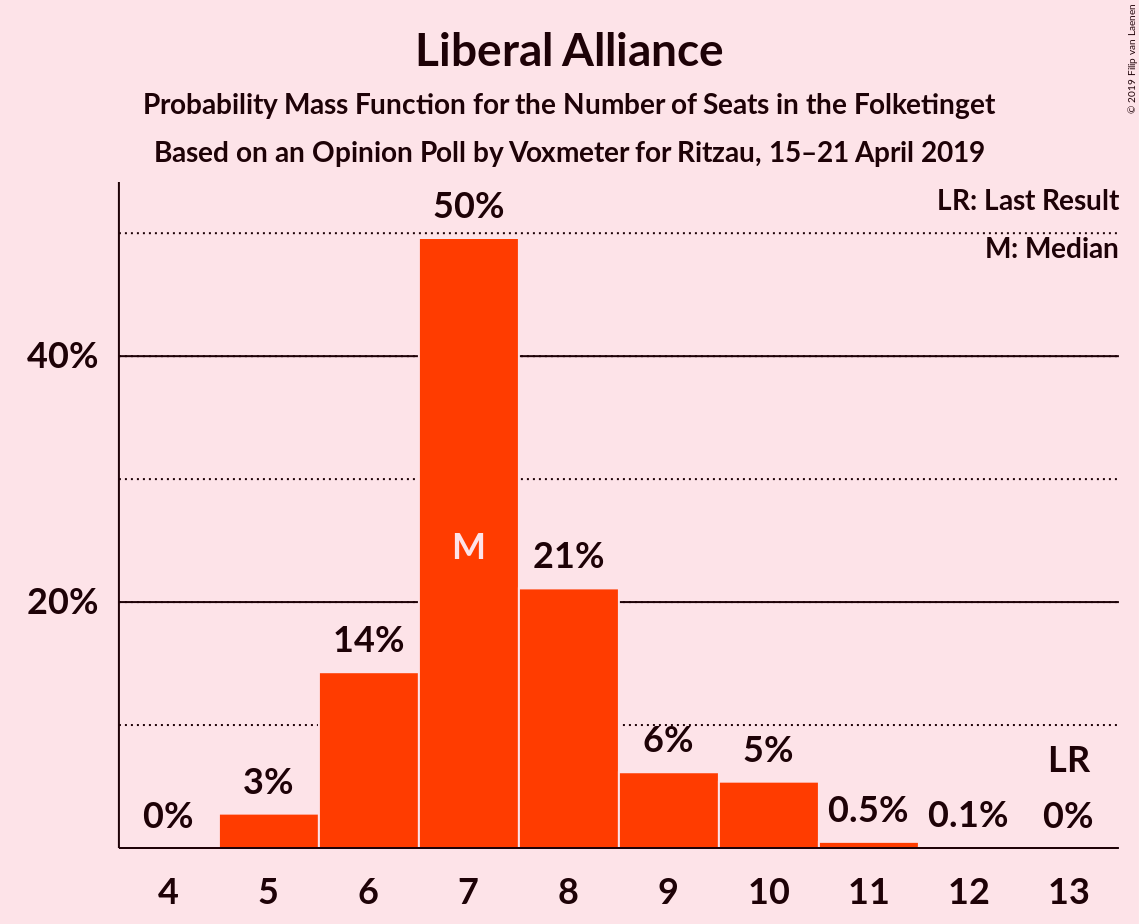 Liberal Alliance
Probability Mass Function for the Number of Seats in the Folketinget
Based on an Opinion Poll by Voxmeter for Ritzau, 15–21 April 2019
© 2019 Filip van Laenen
LR: Last Result
M: Median
50%
40%
M
21%
20%
14%
6%
5%
LR
3%
0%
0.5%
0.1%
0%
4 5 6 7 8 9 10 11 12 13